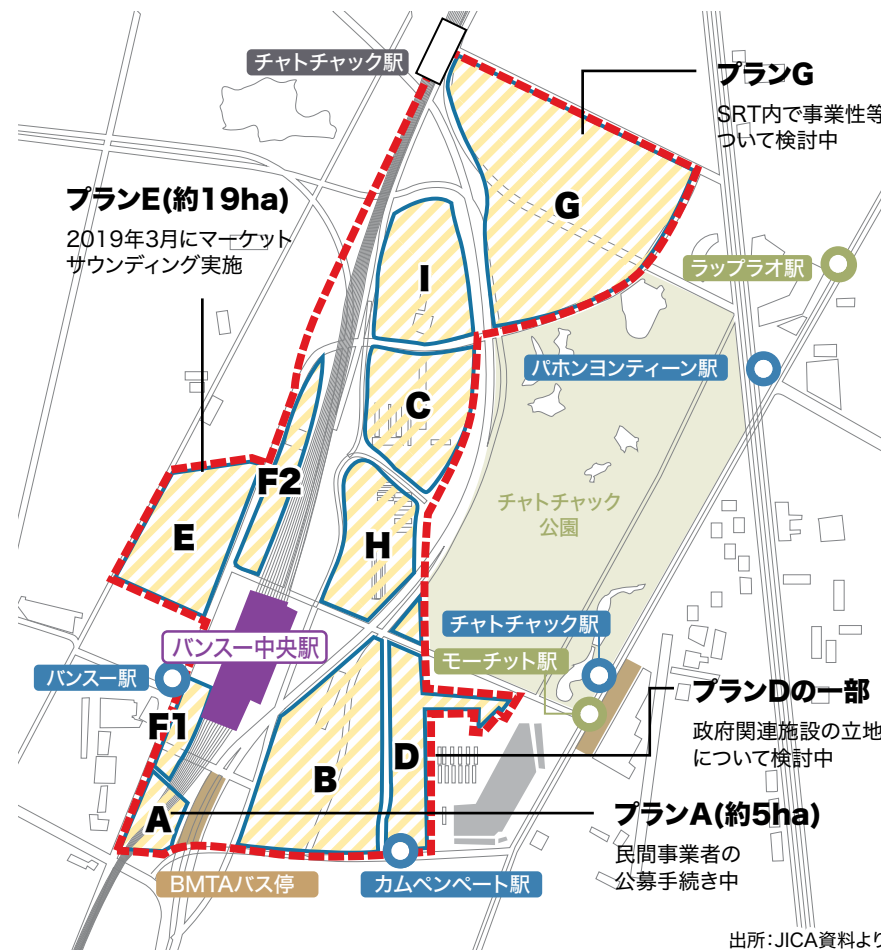 チャトチャック駅
プランG
SRT内で事業性等
ついて検討中
プランE(約19ha)
2019年3月にマーケット
サウンディング実施
G
I
ラップラオ駅
パホンヨンティーン駅
C
F2
チャトチャック
公園
E
H
チャトチャック駅
バンスー中央駅
モーチット駅
バンスー駅
プランDの一部
政府関連施設の立地
について検討中
F1
D
B
A
プランA(約5ha)
民間事業者の
公募手続き中
BMTAバス停
カムペンペート駅
出所:JICA資料より